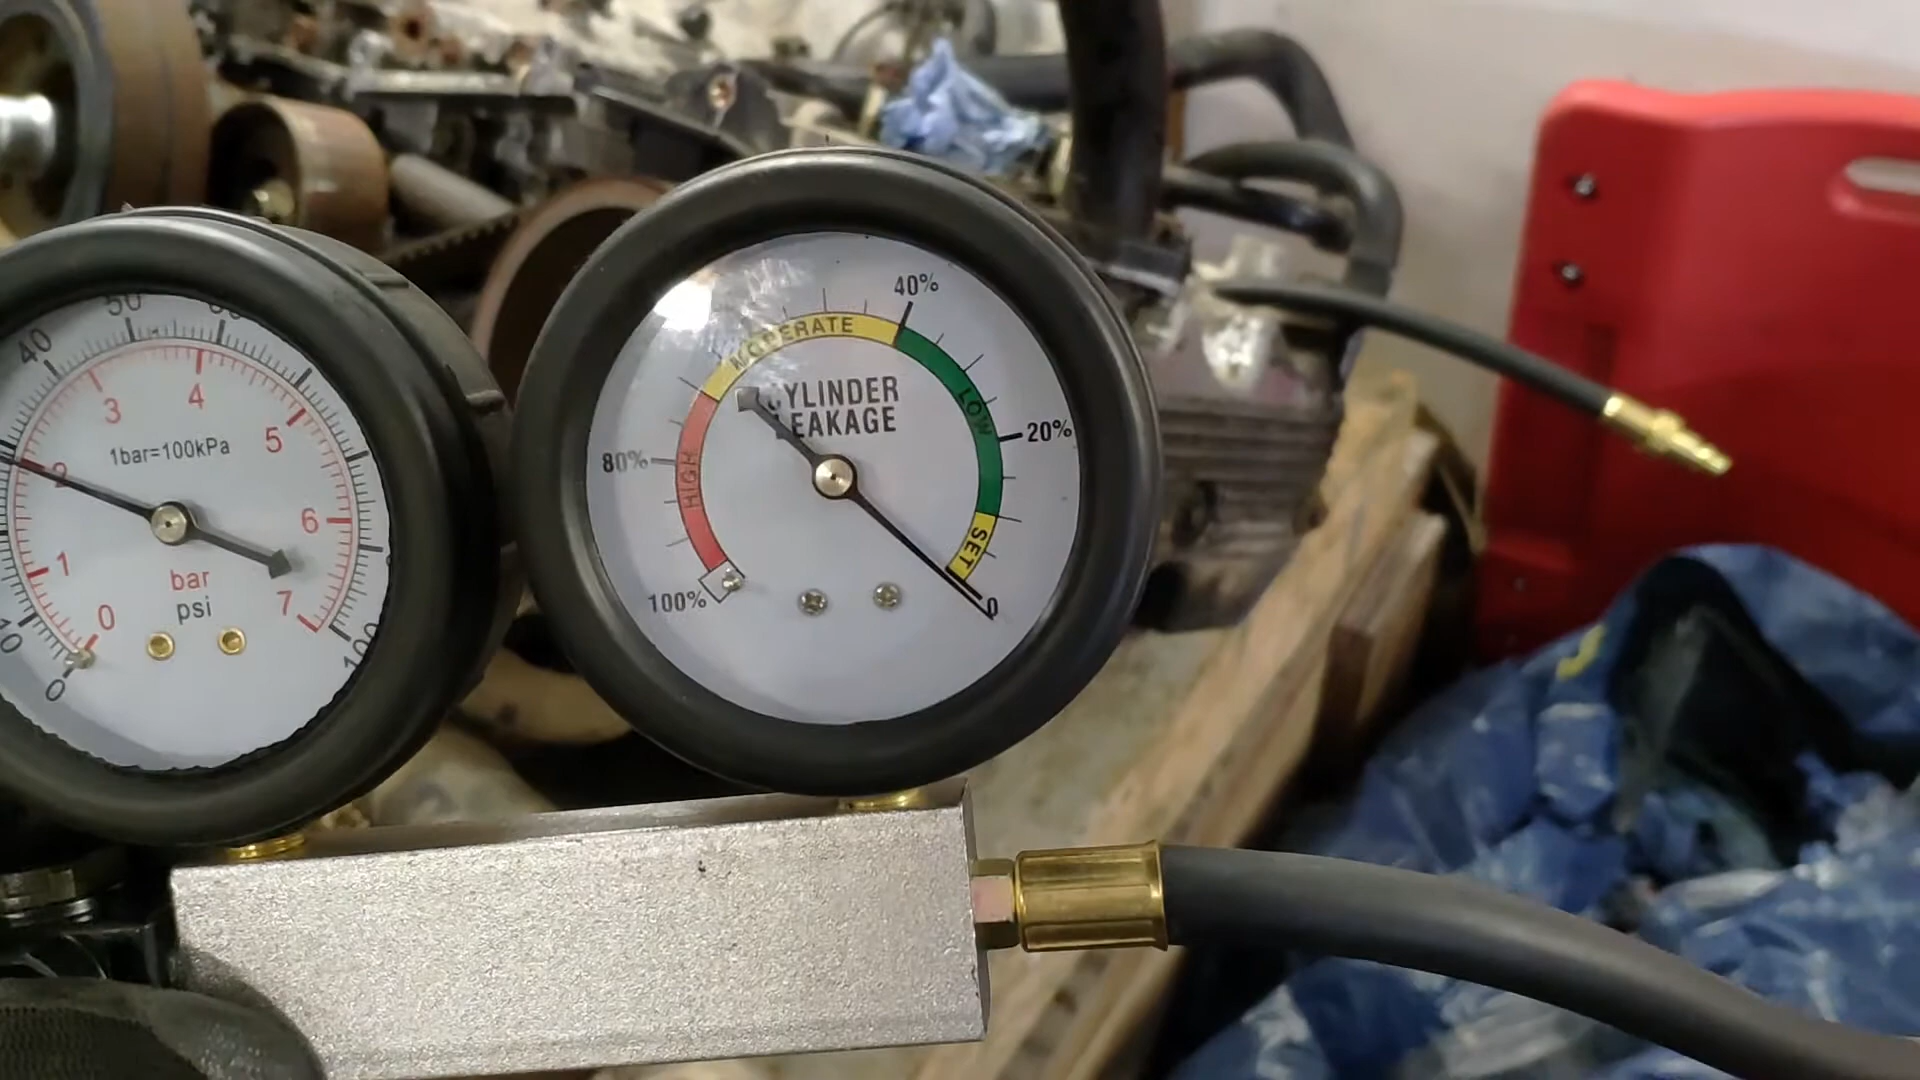 40
50
3
4
5
1bar=100kPa
2
6
1
bar
psi
0
7
10
0
100
40%
MODERATE
CYLINDER
LEAKAGE
LOW
20%
80%
HIGH
SET
100%
0